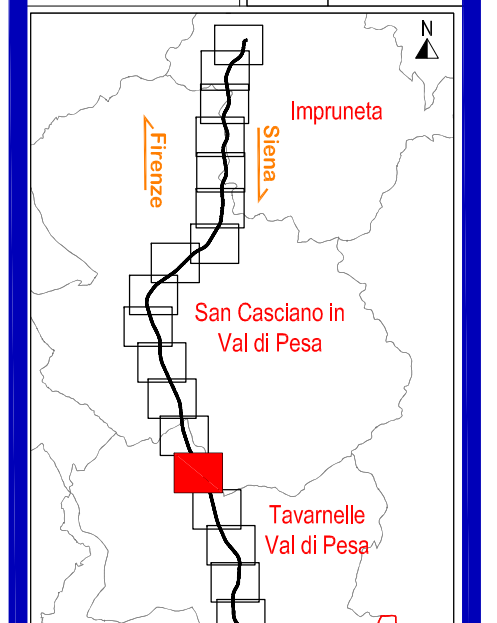 N
Impruneta
Firenze
Siena
San Casciano in
Val di Pesa
Tavarnelle
Val di Pesa